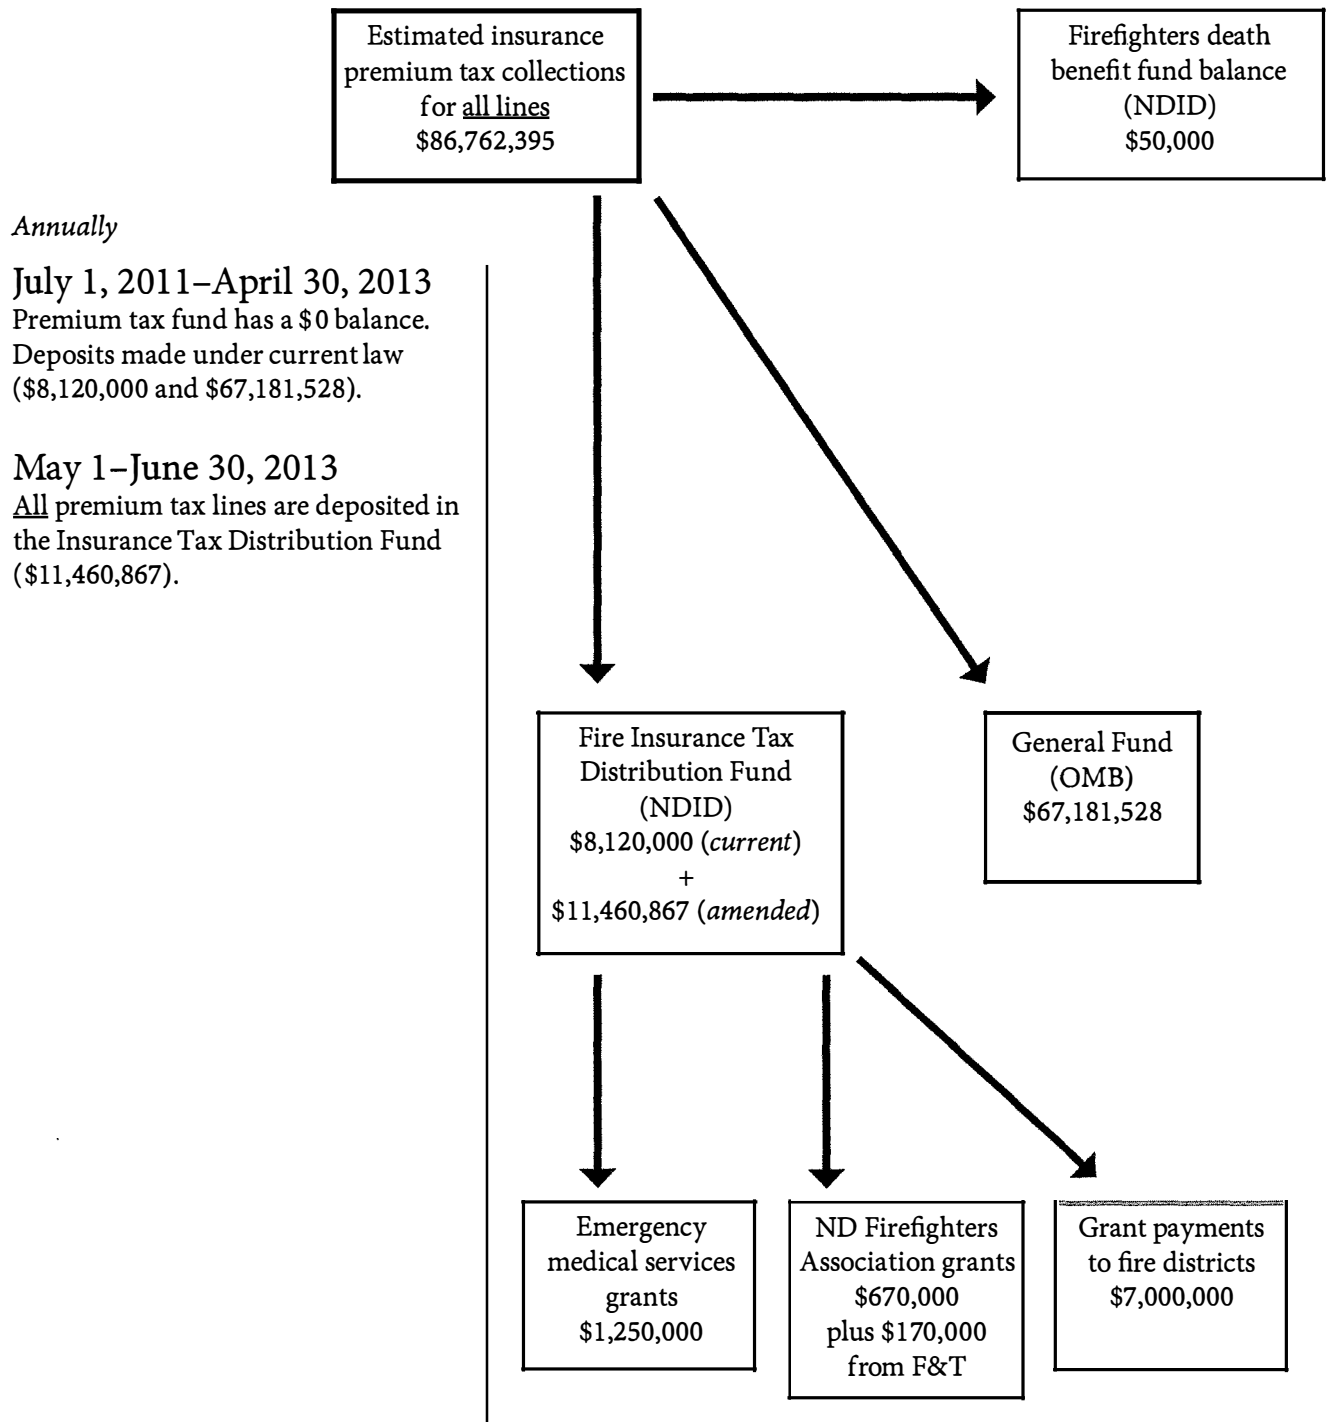 Estimated insurance
premium tax collections
for all lines
$86,762,395
Firefighters death
benefit fund balance
(NDID)
$50,000
Annually
July 1, 2011–April 30, 2013
Premium tax fund has a $0 balance.
Deposits made under current law
($8,120,000 and $67,181,528).
May 1–June 30, 2013
All premium tax lines are deposited in
the Insurance Tax Distribution Fund
($11,460,867).
Fire Insurance Tax
Distribution Fund
(NDID)
$8,120,000 (current)
+
$11,460,867 (amended)
General Fund
(OMB)
$67,181,528
Emergency
medical services
grants
$1,250,000
ND Firefighters
Association grants
$670,000
plus $170,000
from F&T
Grant payments
to fire districts
$7,000,000